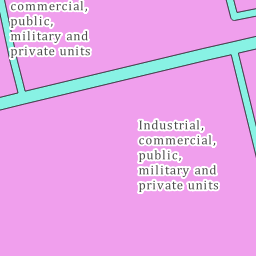 commercial,
public,
military and
private units
Industrial,
commercial,
public,
military and
private units